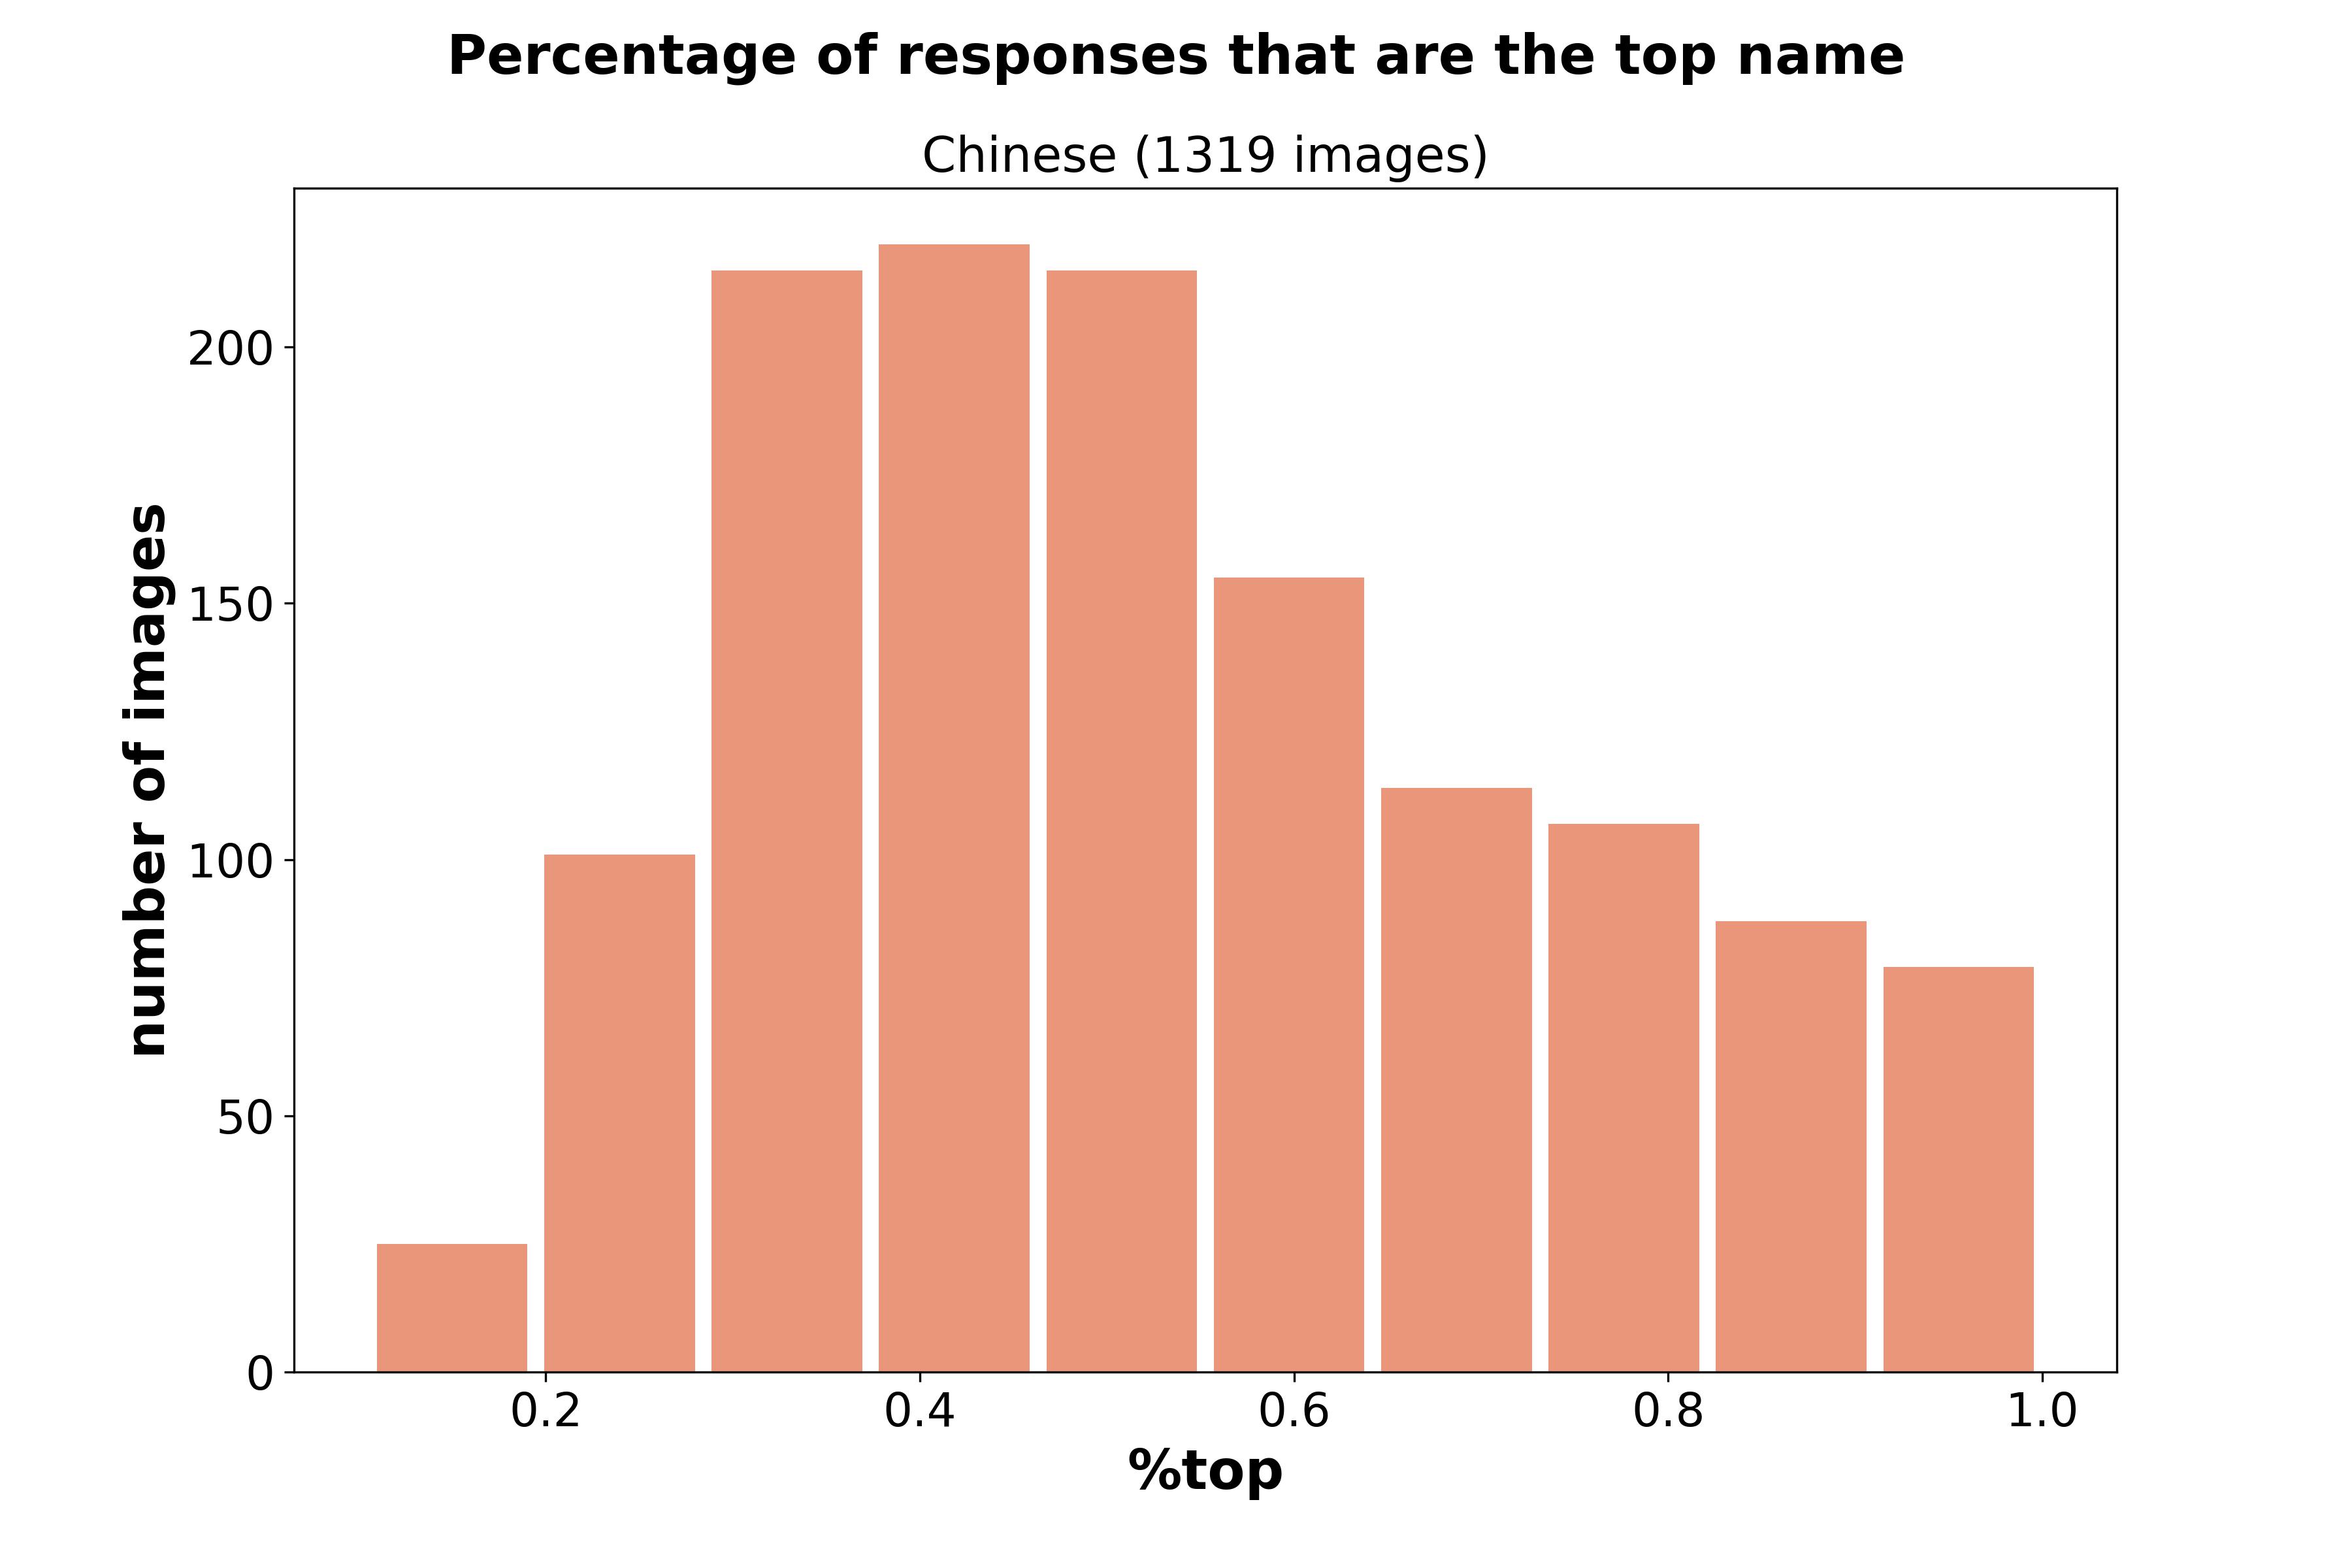 Percentage of responses that are the top name
Chinese (1319 images)
number of images
200
150
100
50
0
0.2 0.4 0.6 0.8 1.0
%top